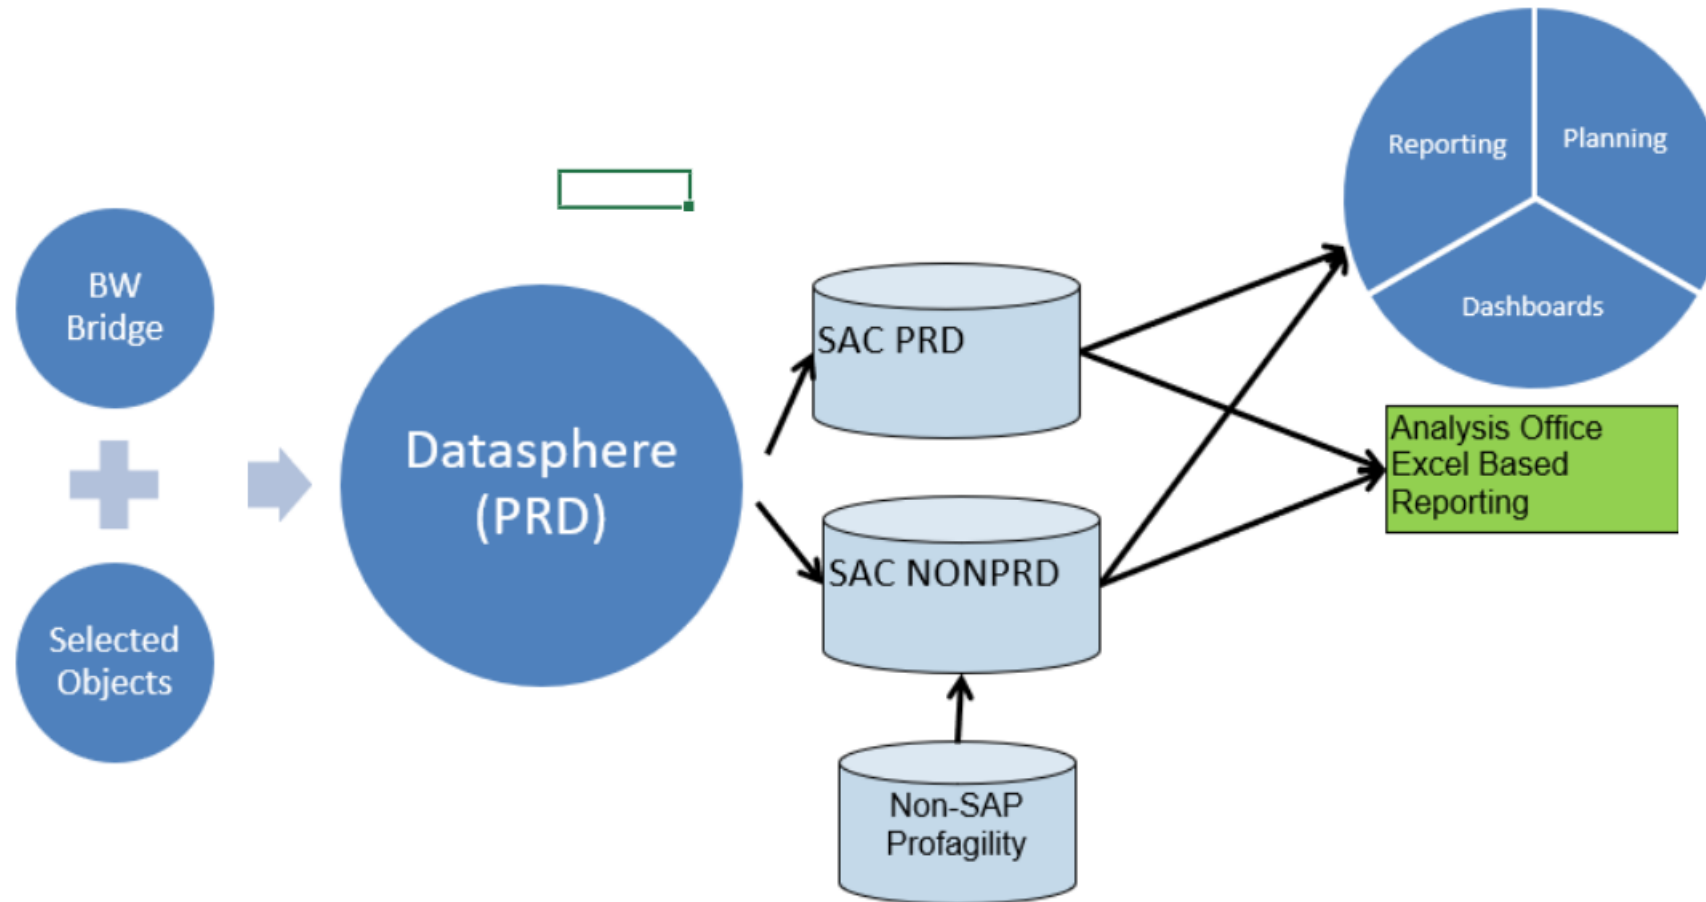 BW
Bridge
Selected
Objects
Datasphere
(PRD)
SAC PRD
SAC NONPRD
Non-SAP
Profagility
Reporting
Planning
Dashboards
Analysis Office
Excel Based
Reporting